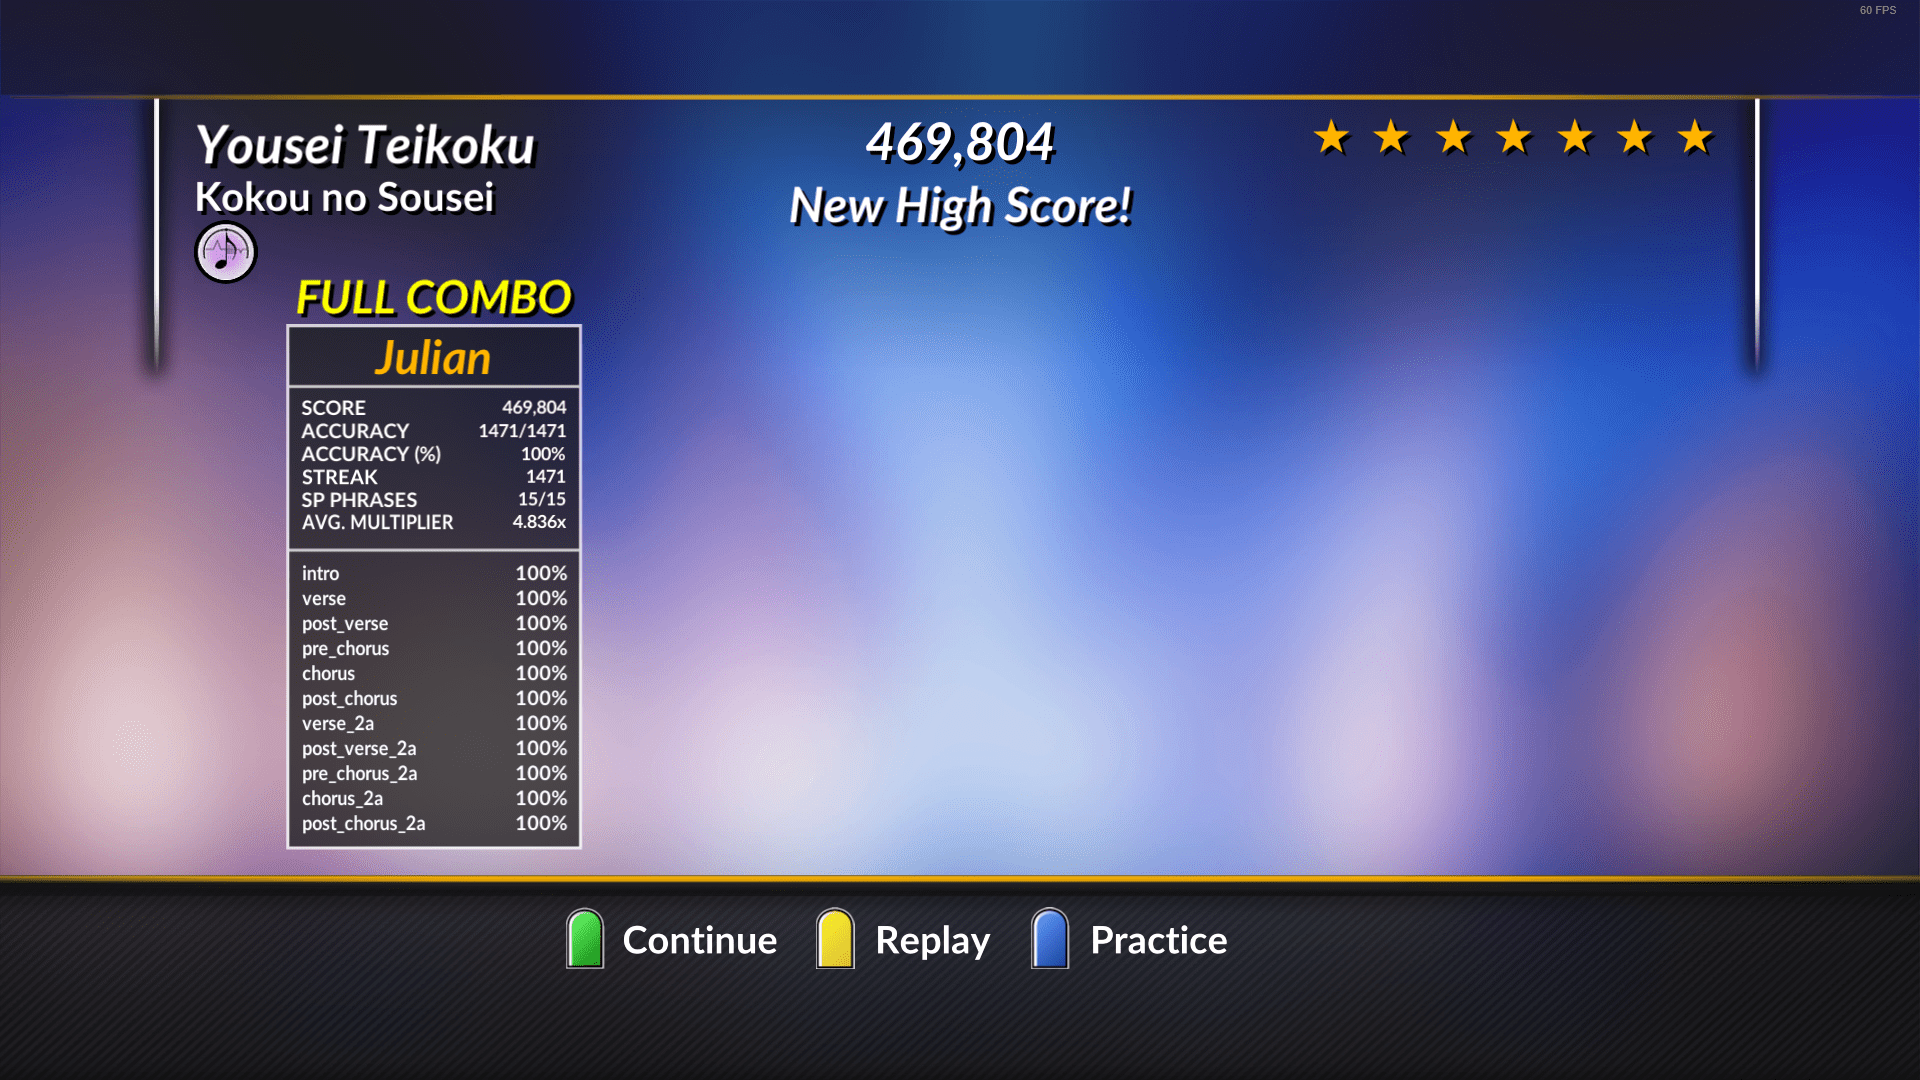 60 FPS
Yousei Teikoku
Kokou no Sousei
469,804
New High Score!
FULL COMBO
Julian
SCORE 469,804
ACCURACY 1471/1471
ACCURACY (%) 100%
STREAK 1471
SP PHRASES 15/15
AVG. MULTIPLIER 4.836x
intro 100%
verse 100%
post_verse 100%
pre_chorus 100%
chorus 100%
post_chorus 100%
verse_2a 100%
post_verse_2a 100%
pre_chorus_2a 100%
chorus_2a 100%
post_chorus_2a 100%
Continue Replay Practice